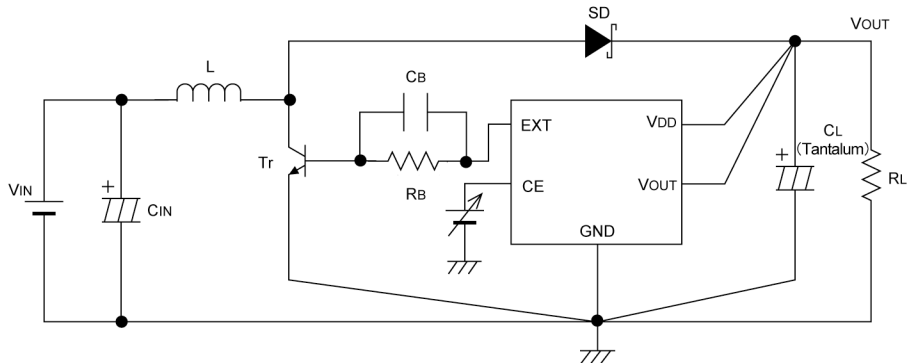 SD
VOUT
L
CB
EXT
VDD
CL
(Tantalum)
Tr
RB
CE
VOUT
RL
VIN
+
CIN
+
GND